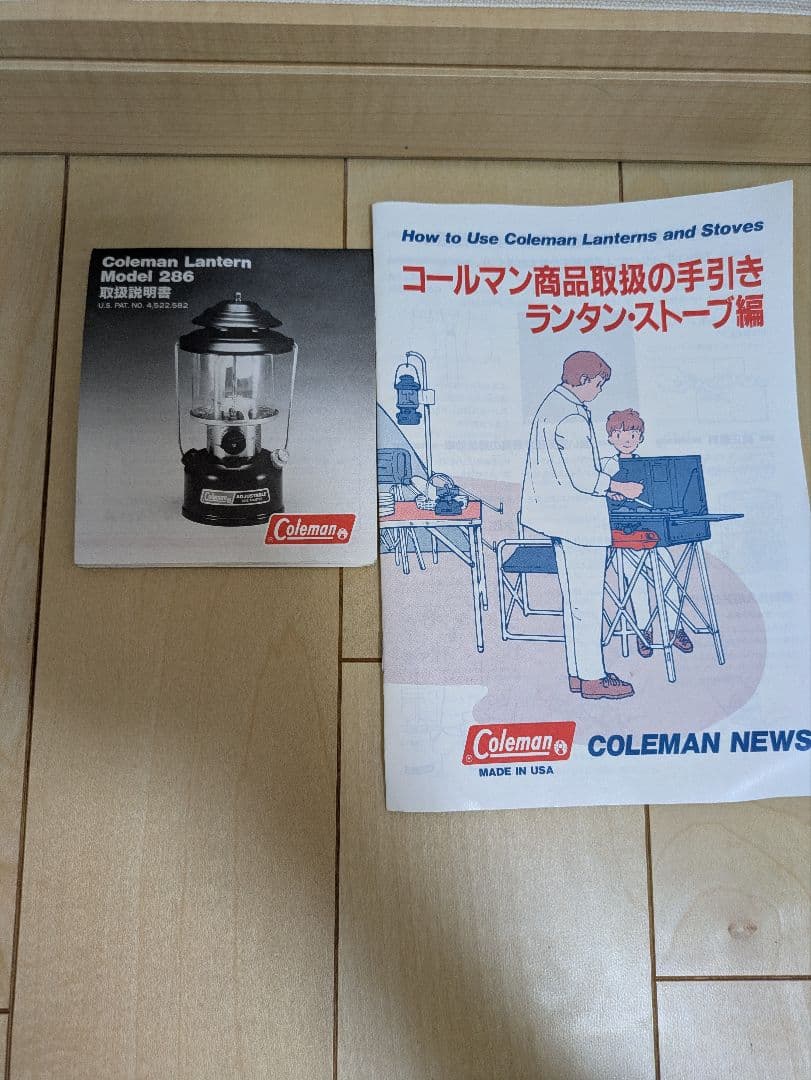 Coleman Lantern
Model 286
取扱説明書
U.S. PAT. NO. 4,522,582
Coleman
ADJUSTABLE
Coleman
How to Use Coleman Lanterns and Stoves
コールマン商品取扱の手引き
ランタン・ストーブ編
Coleman
MADE IN USA
COLEMAN NEWS